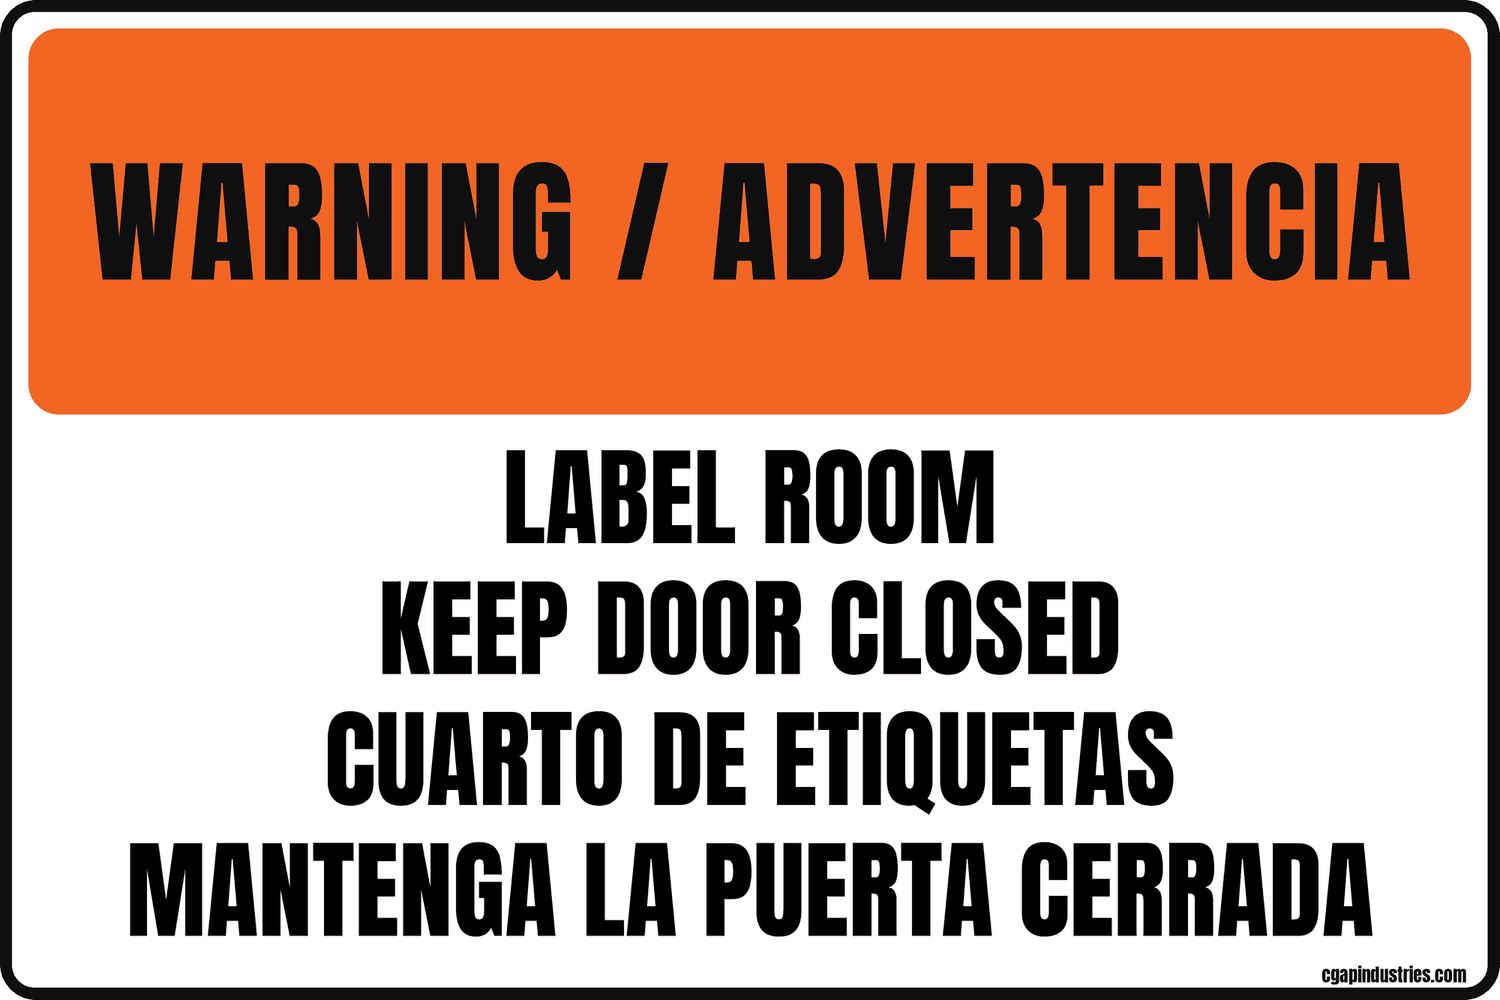 WARNING / ADVERTENCIA
LABEL ROOM
KEEP DOOR CLOSED
CUARTO DE ETIQUETAS
MANTENGA LA PUERTA CERRADA
cgapindustries.com